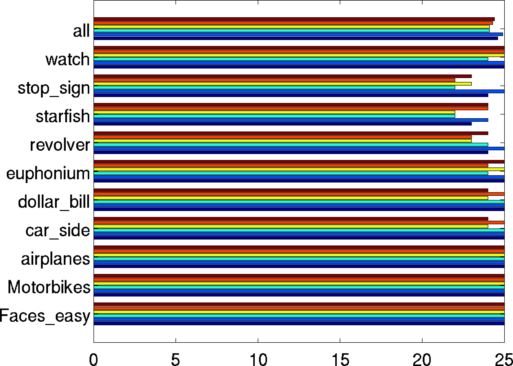 all
watch
stop_sign
starfish
revolver
euphonium
dollar_bill
car_side
airplanes
Motorbikes
Faces_easy
0 5 10 15 20 25